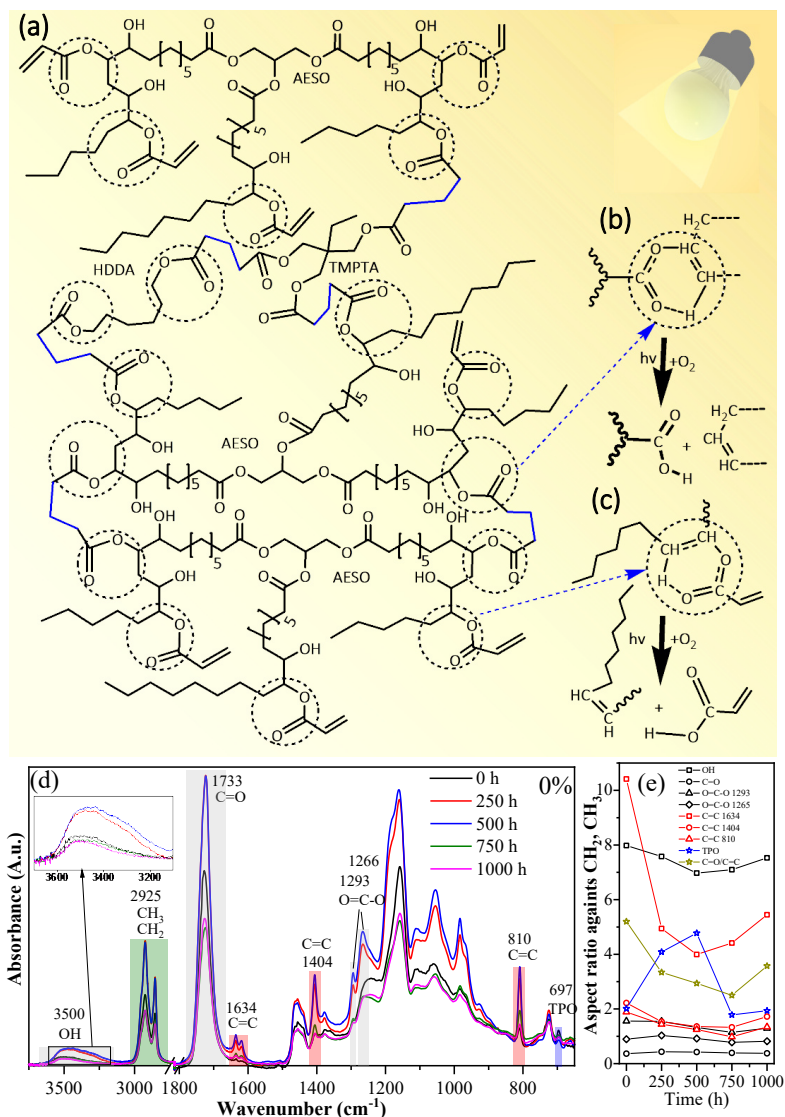 (a)
OH
O
O
O
O
OH
O
O
5
AESO
5
OH
O
O
OH
O
O
O
O
5
OH
O
O
O
O
(b)
H₂C
O
CH
C
CH
O
H
HDDA
O
O
O
O
O
TMPTA
O
O
O
O
O
O
O
O
O
O
OH
hν
+O₂
O
O
O
O
OH
O
5
O
AESO
O
O
HO
O
C
O
H
+
H₂C
CH
HC
O
O
5
O
O
5
OH
OH
O
O
(c)
CH
C
H
O
O
C
O
O
OH
5
O
O
AESO
O
O
5
OH
O
O
OH
O
O
HO
O
O
hν
+O₂
5
OH
O
O
HC
C
H
+
O
C
H
O
(d)
1733
C=O
0 h
250 h
500 h
750 h
1000 h
0%
3600
3400
3200
2925
CH₃
CH₂
3500
OH
1634
C=C
C=C
1404
1266
1293
O=C-O
810
C=C
697
TPO
Absorbance (A.u.)
3500
3000
1800
1600
1400
1200
1000
800
Wavenumber (cm⁻¹)
(e)
OH
C=O
O=C-O 1293
O=C-O 1265
C=C 1634
C=C 1404
C=C 810
TPO
C=O/C=C
10
8
6
4
2
0
Aspect ratio againts CH₂, CH₃
0
250
500
750
1000
Time (h)